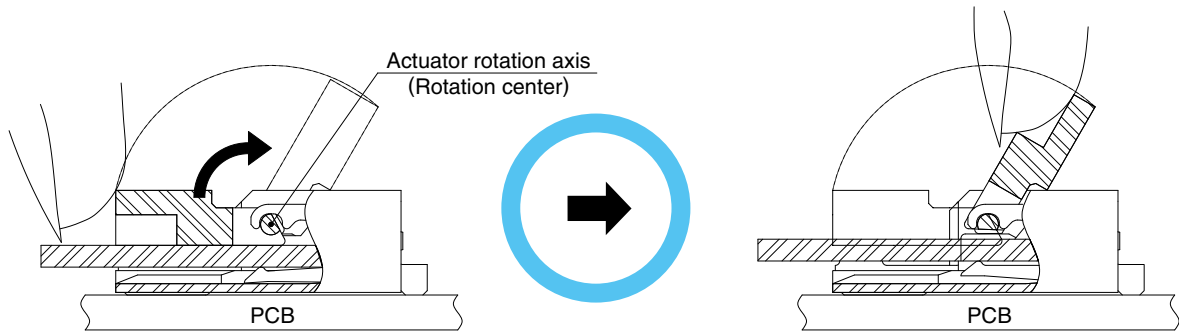 Actuator rotation axis
(Rotation center)
PCB
PCB